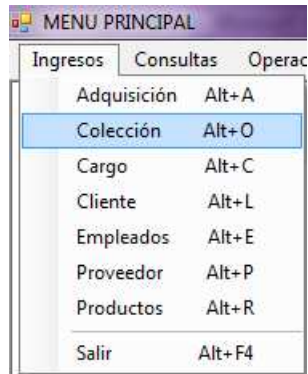 MENU PRINCIPAL
Ingresos Consultas Operac
Adquisición Alt+A
Colección Alt+O
Cargo Alt+C
Cliente Alt+L
Empleados Alt+E
Proveedor Alt+P
Productos Alt+R
Salir Alt+F4